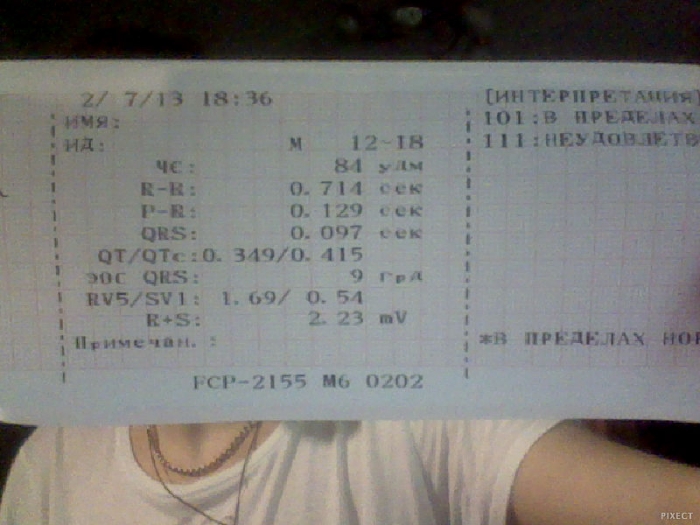 2/ 7/13 18:36
ИМЯ:
ИД: М 12~18
ЧС: 84 удм
R-R: 0.714 сек
P-R: 0.129 сек
QRS: 0.097 сек
QT/QTc:0.349/0.415
ЭОС QRS: 9 грд
RV5/SV1: 1.69/ 0.54
R+S: 2.23 mV
Примечан. :
FCP-2155 M6 0202
[ИНТЕРПРЕТАЦИЯ]
101:В ПРЕДЕЛАХ
111:НЕУДОВЛЕТВ
*В ПРЕДЕЛАХ НОР
PIXECT